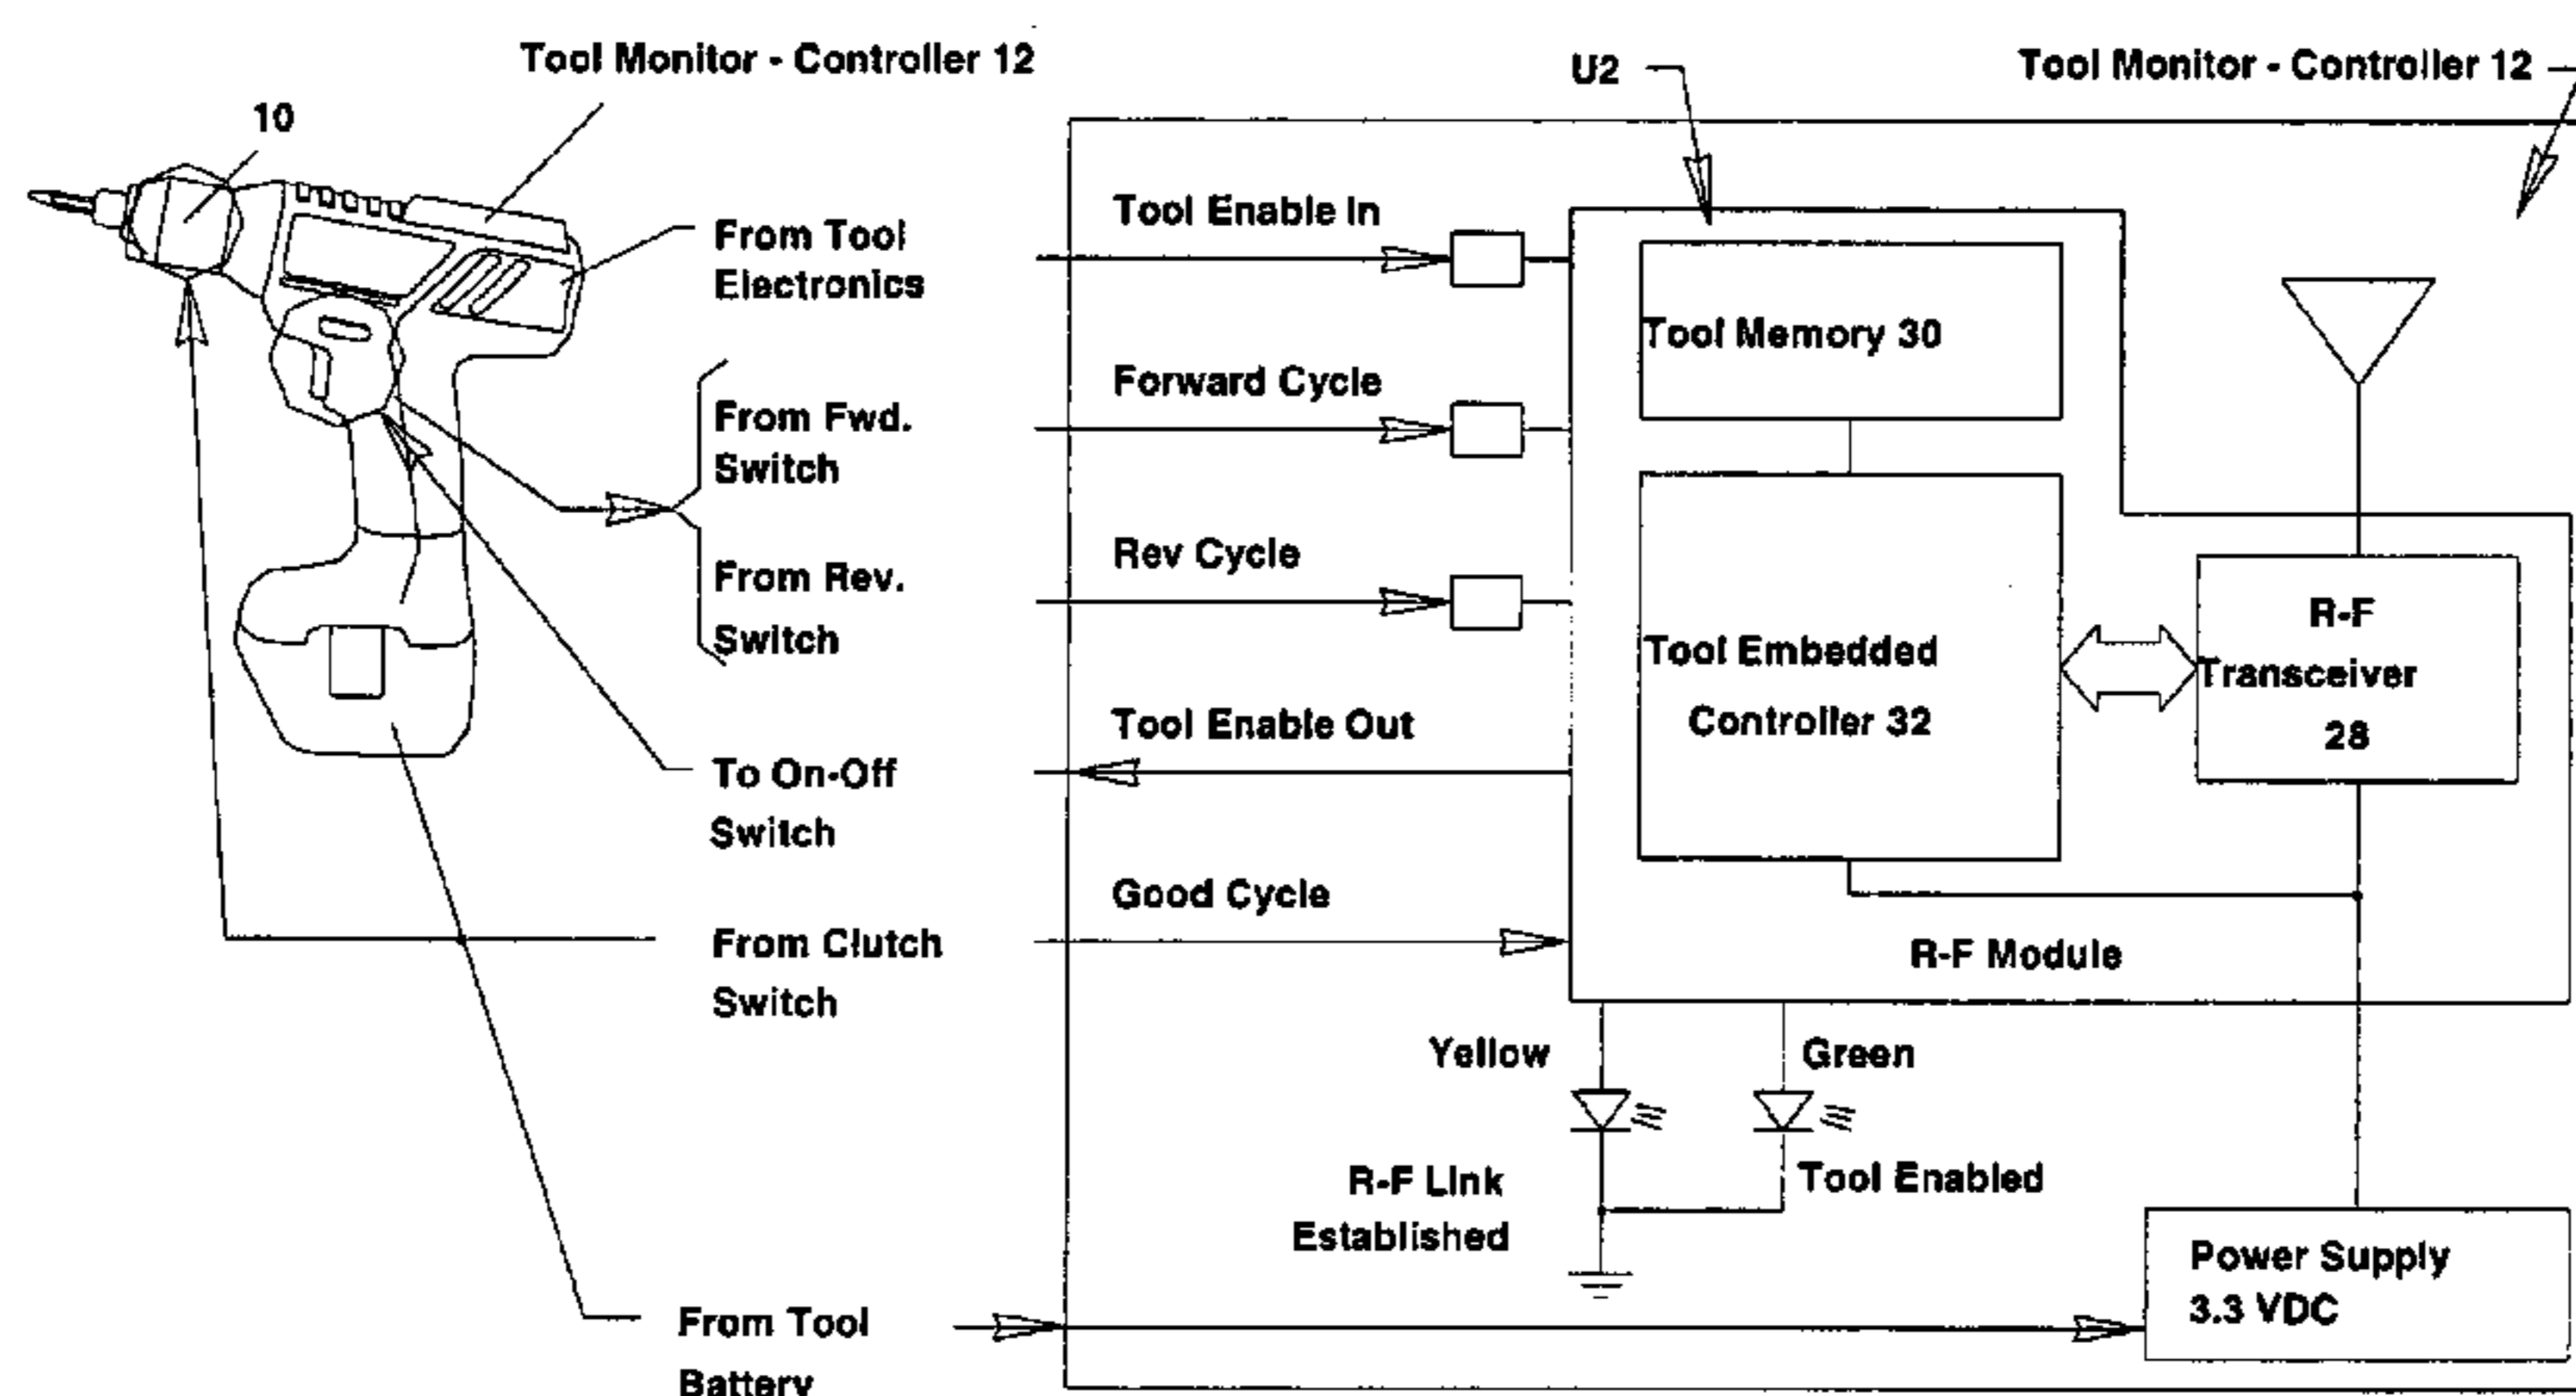 Tool Monitor - Controller 12
10
From Tool
Electronics
From Fwd.
Switch
From Rev.
Switch
To On-Off
Switch
From Clutch
Switch
From Tool
Battery
U2
Tool Monitor - Controller 12
Tool Enable In
Forward Cycle
Rev Cycle
Tool Enable Out
Good Cycle
Tool Memory 30
Tool Embedded
Controller 32
R-F
Transceiver
28
R-F Module
Yellow
Green
R-F Link
Established
Tool Enabled
Power Supply
3.3 VDC